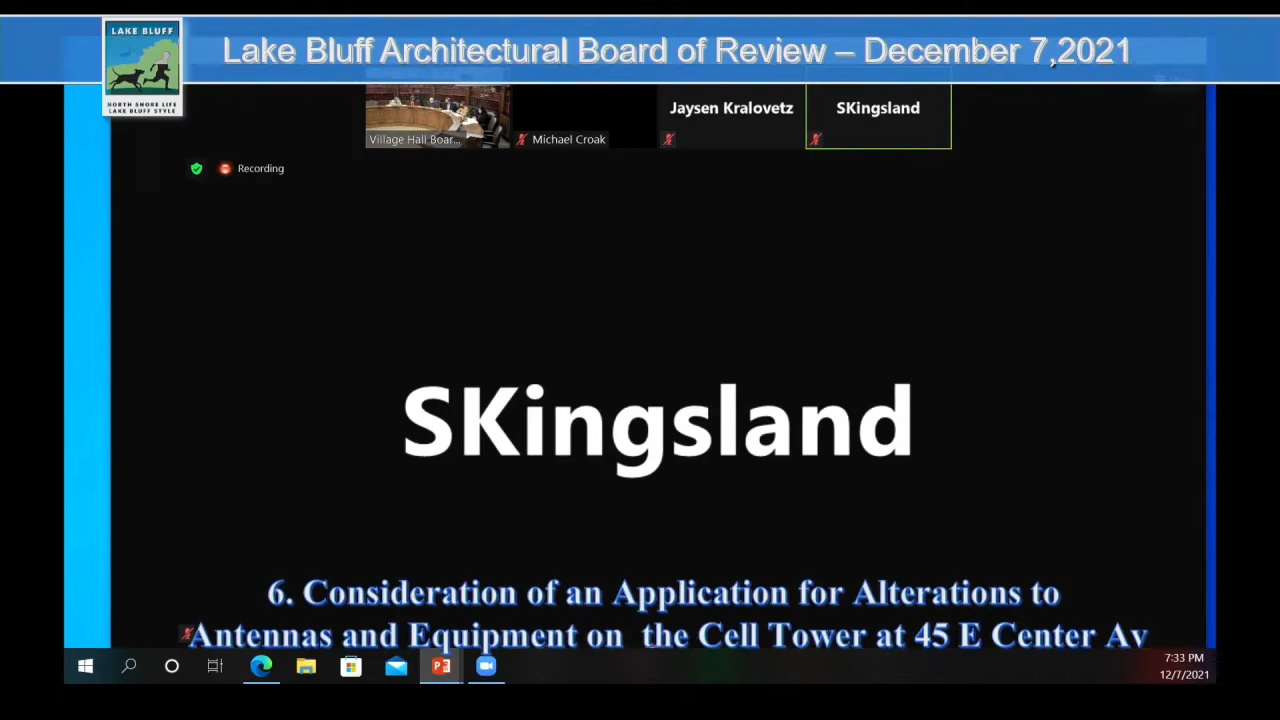 LAKE BLUFF
NORTH SHORE LIFE
LAKE BLUFF STYLE
Lake Bluff Architectural Board of Review – December 7,2021
Village Hall Boar...
Michael Croak
Jaysen Kralovetz
SKingsland
Recording
SKingsland
6. Consideration of an Application for Alterations to
Antennas and Equipment on the Cell Tower at 45 E Center Av
7:33 PM
12/7/2021